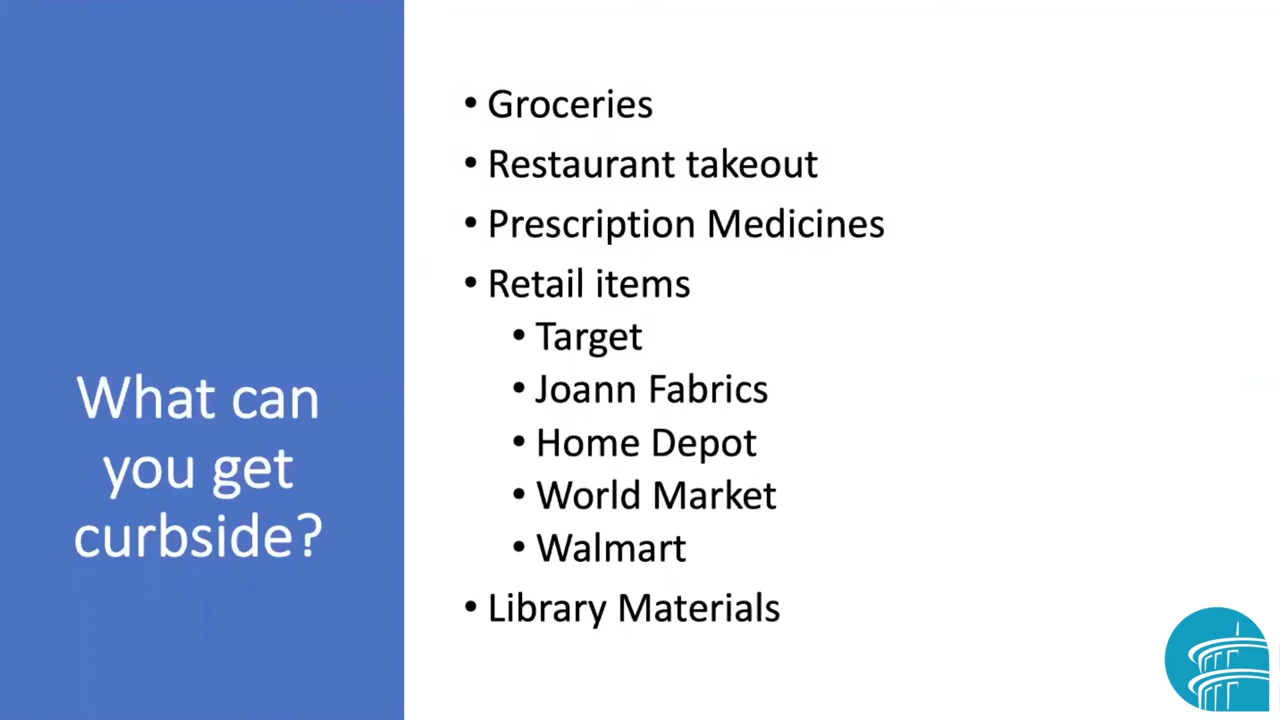 What can
you get
curbside?
• Groceries
• Restaurant takeout
• Prescription Medicines
• Retail items
• Target
• Joann Fabrics
• Home Depot
• World Market
• Walmart
• Library Materials